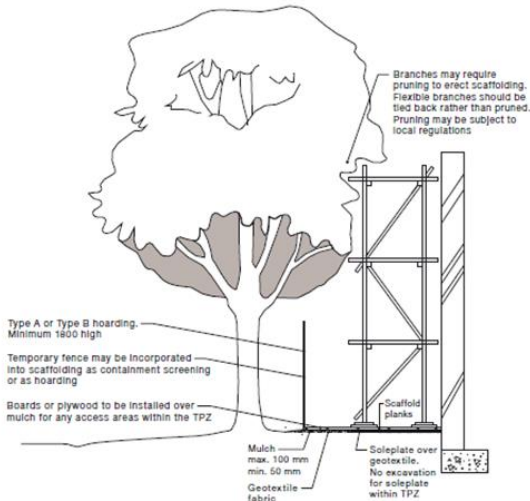 Branches may require
pruning to erect scaffolding.
Flexible branches should be
tied back rather than pruned.
Pruning may be subject to
local regulations
Type A or Type B hoarding.
Minimum 1800 high
Temporary fence may be incorporated
into scaffolding as containment screening
or as hoarding
Boards or plywood to be installed over
mulch for any access areas within the TPZ
Scaffold
planks
Mulch
max. 100 mm
min. 50 mm
Geotextile
fabric
Soleplate over
geotextile.
No excavation
for soleplate
within TPZ